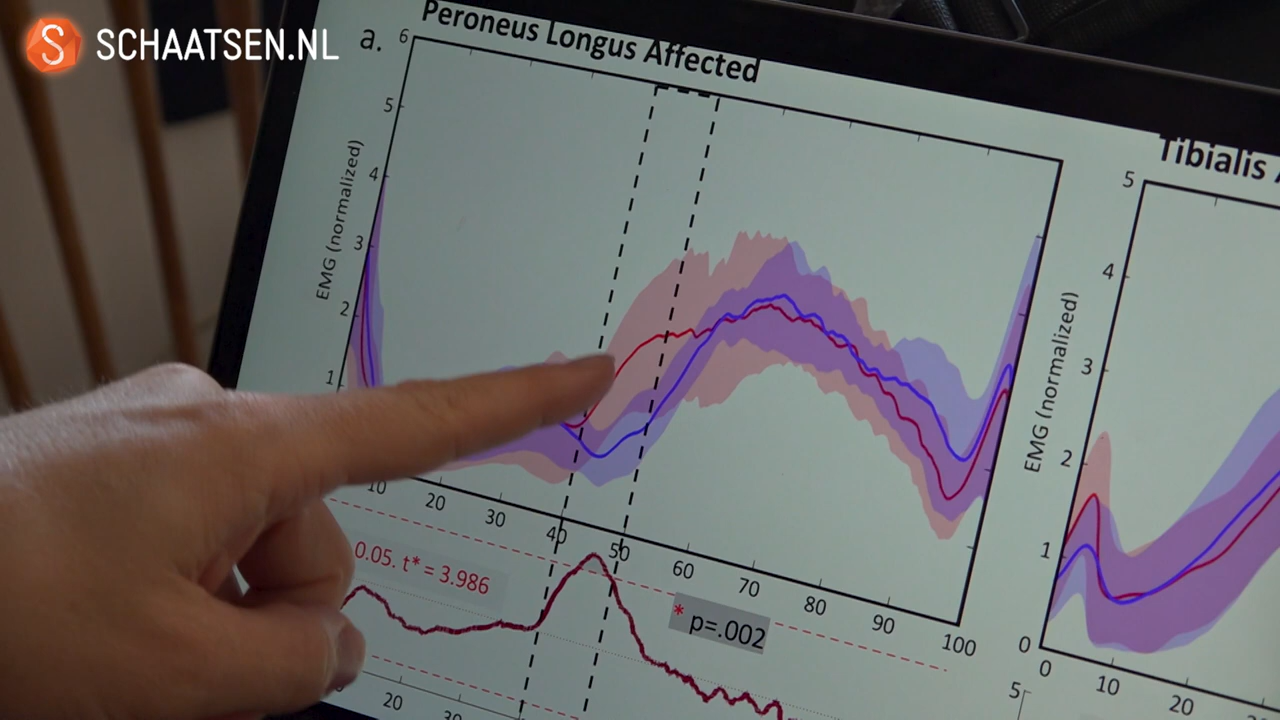 S SCHAATSEN.NL
a.
Peroneus Longus Affected
6
5
4
3
2
1
EMG (normalized)
10 20 30 40 50 60 70 80 90 100
0.05. t* = 3.986
* p=.002
20 30
Tibialis
5
4
3
2
1
0
EMG (normalized)
0 10 20
5